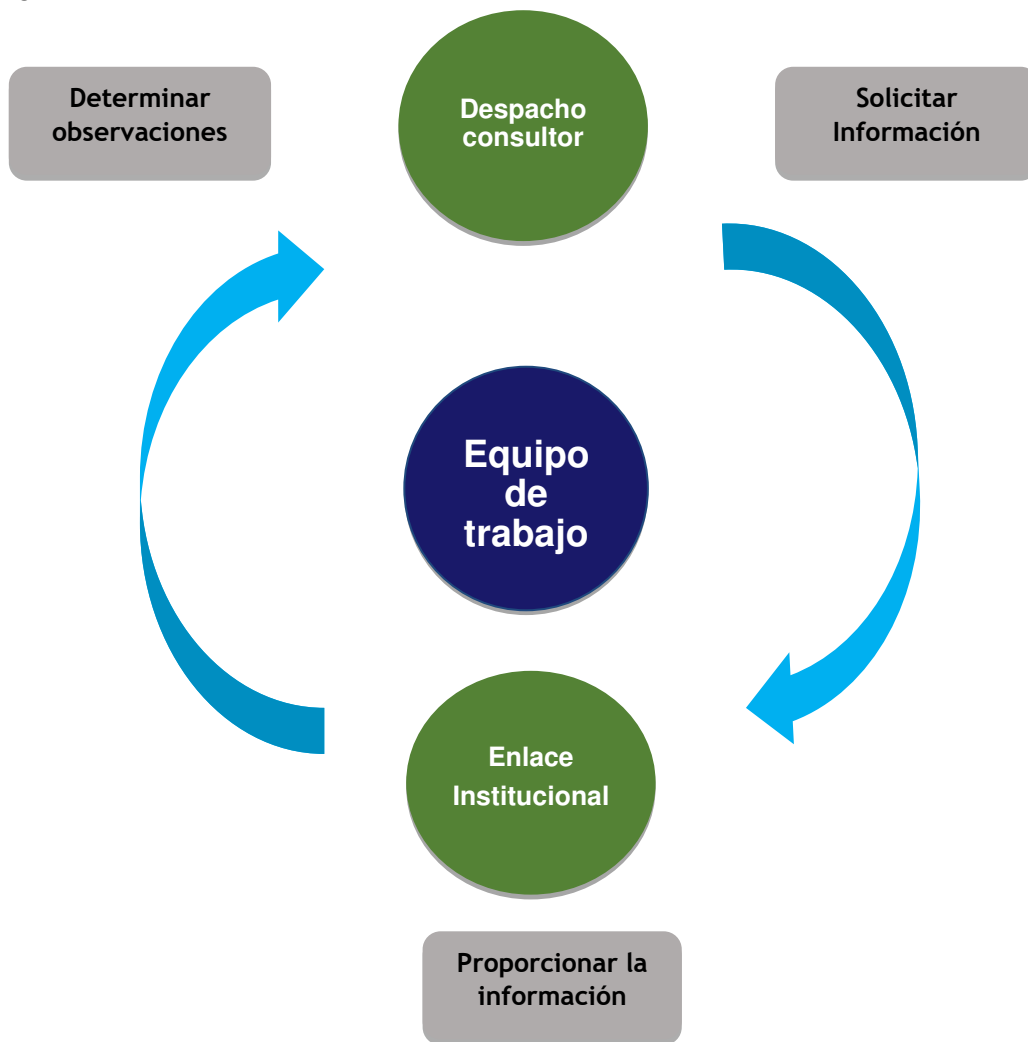 Determinar
observaciones
Despacho
consultor
Solicitar
Información
Equipo
de
trabajo
Enlace
Institucional
Proporcionar la
información